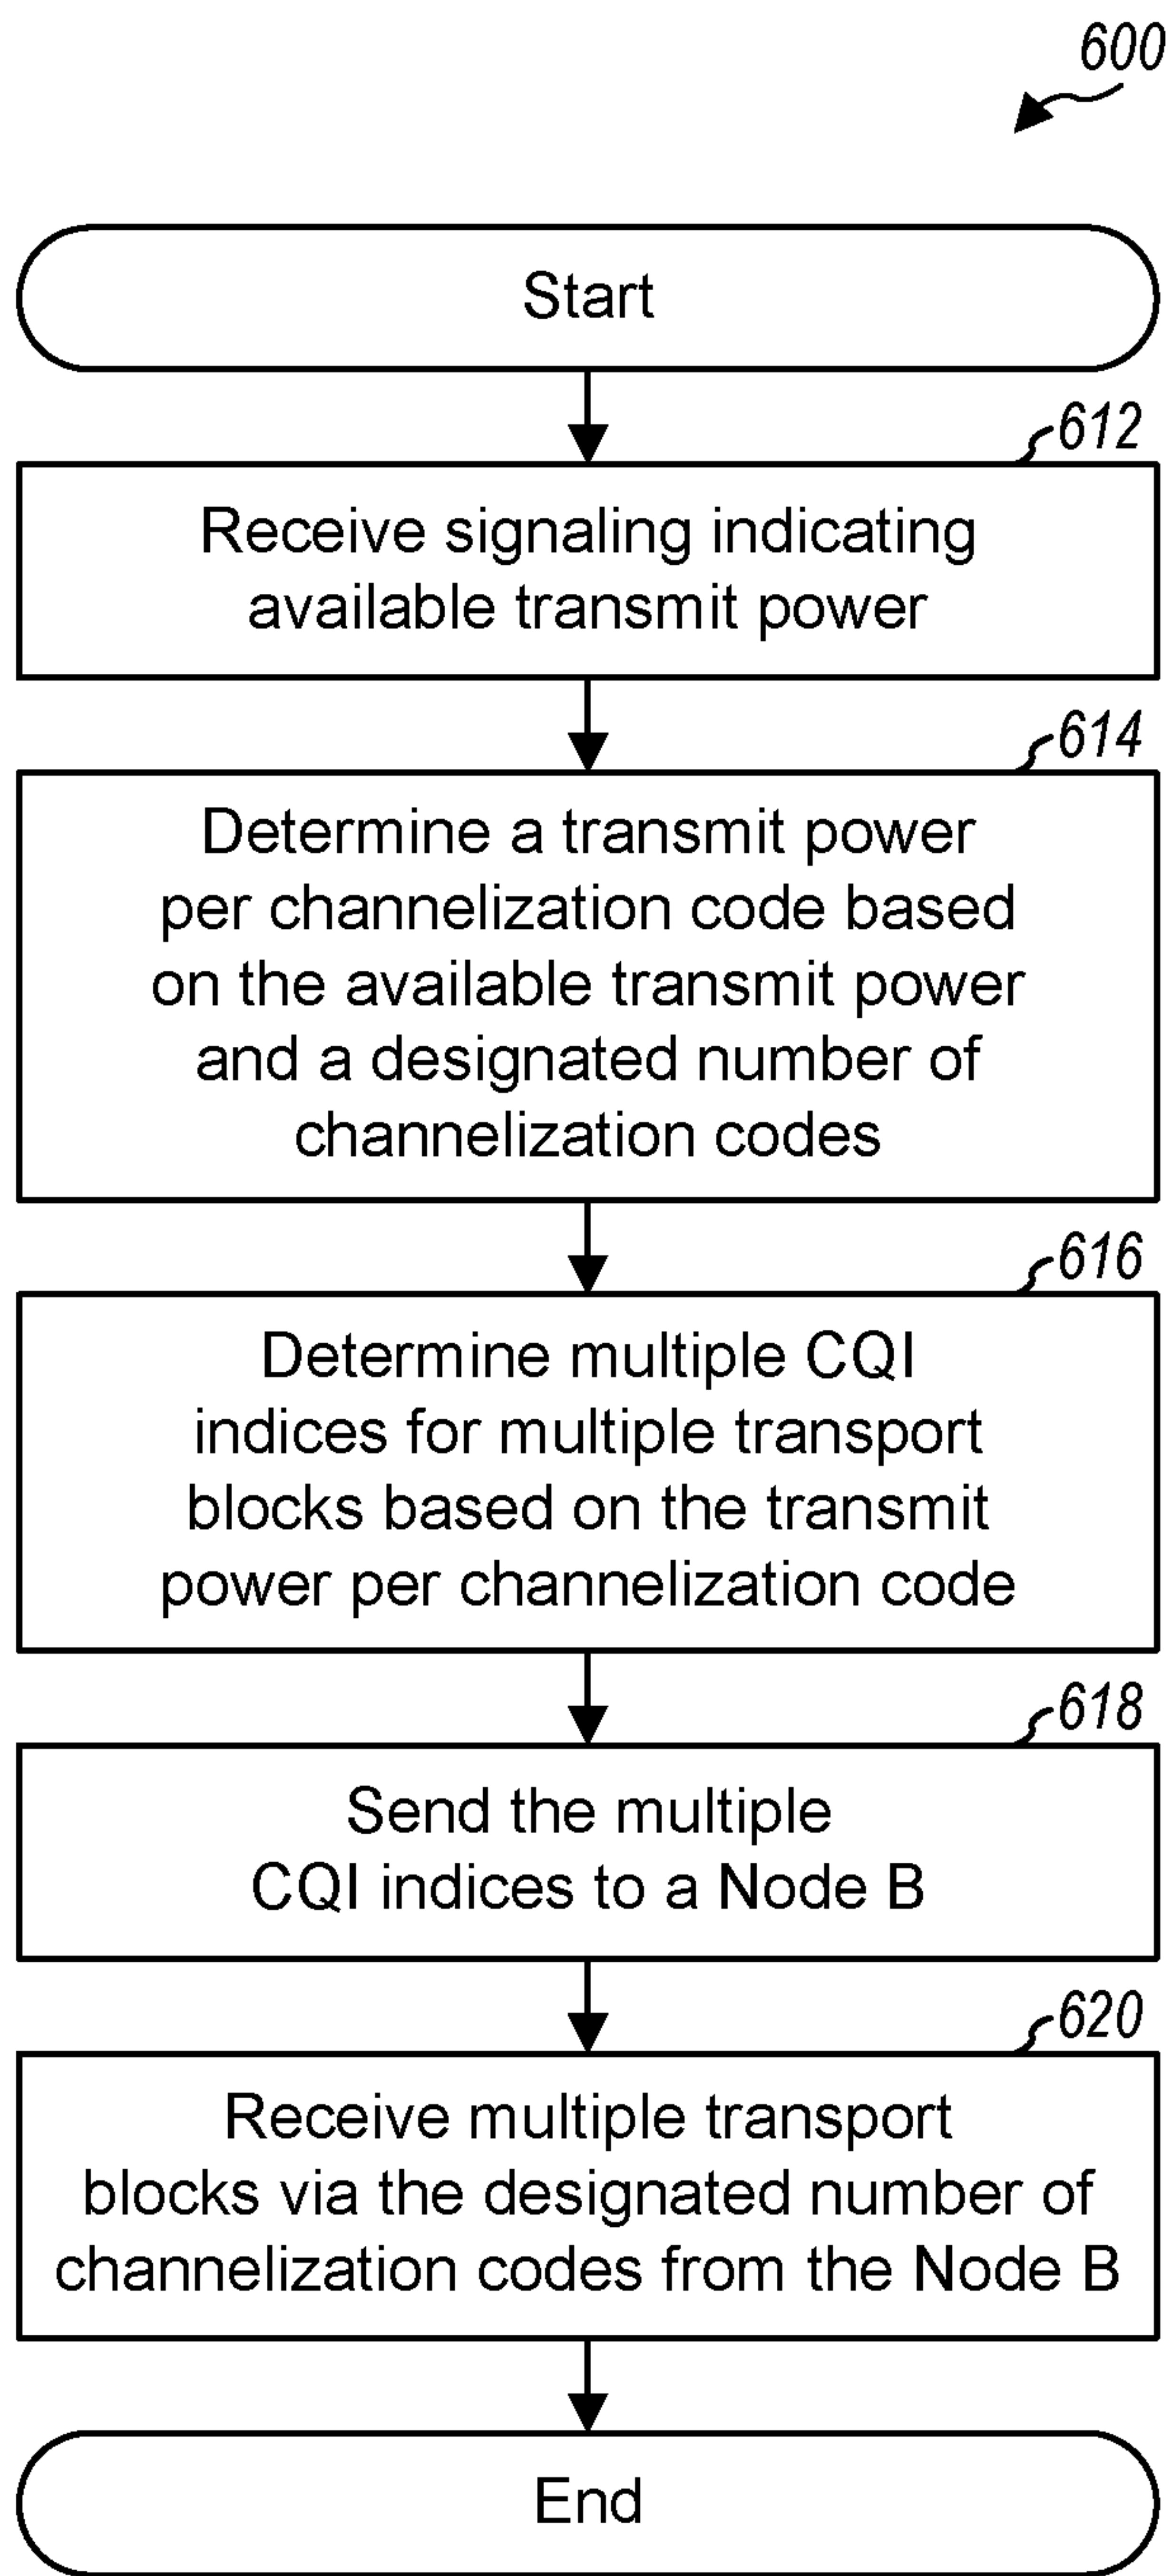 600
Start
612
Receive signaling indicating
available transmit power
614
Determine a transmit power
per channelization code based
on the available transmit power
and a designated number of
channelization codes
616
Determine multiple CQI
indices for multiple transport
blocks based on the transmit
power per channelization code
618
Send the multiple
CQI indices to a Node B
620
Receive multiple transport
blocks via the designated number of
channelization codes from the Node B
End